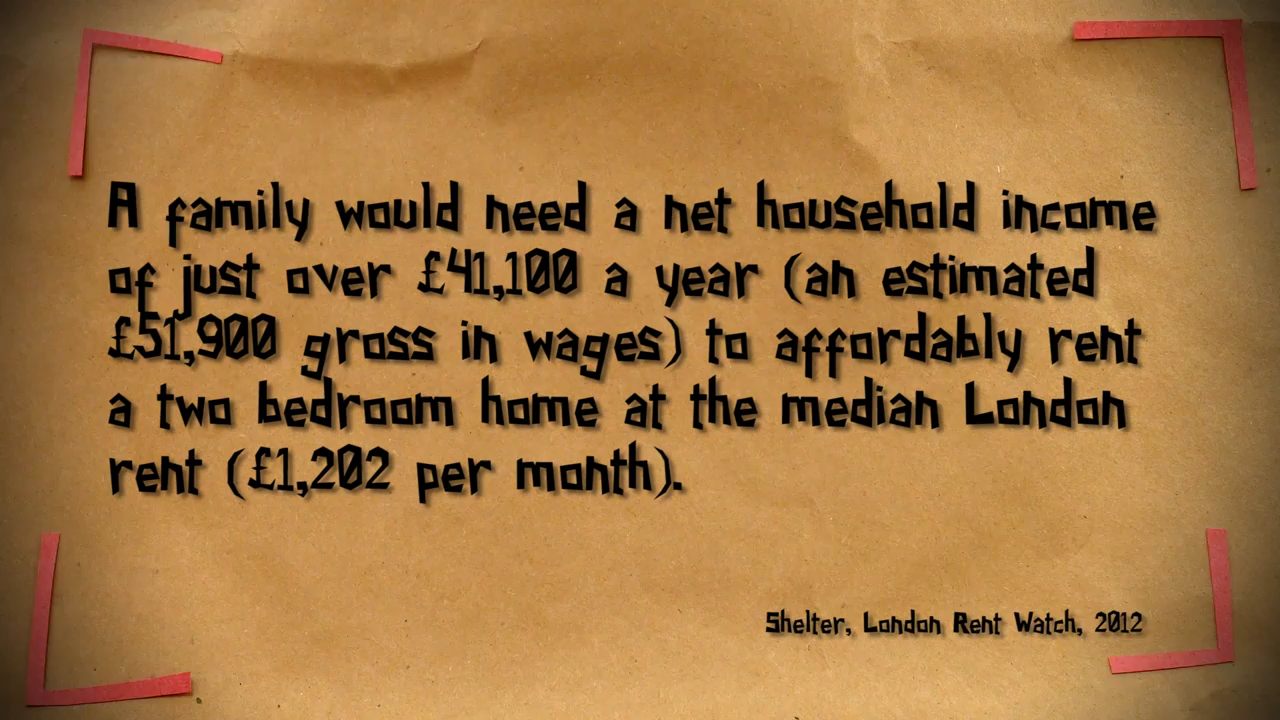 A family would need a net household income
of just over £41,100 a year (an estimated
£51,900 gross in wages) to affordably rent
a two bedroom home at the median London
rent (£1,202 per month).
Shelter, London Rent Watch, 2012